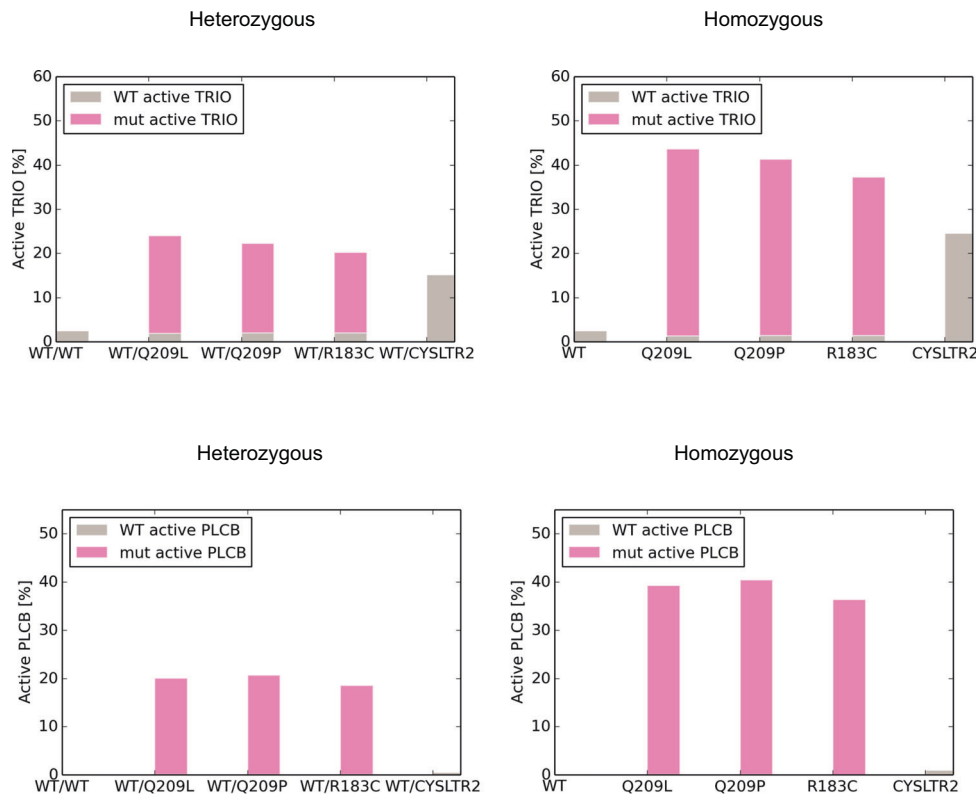 Heterozygous
Homozygous
60
50
40
30
20
10
0
Active TRIO [%]
WT active TRIO
mut active TRIO
WT/WT WT/Q209L WT/Q209P WT/R183C WT/CYSLTR2
60
50
40
30
20
10
0
Active TRIO [%]
WT active TRIO
mut active TRIO
WT Q209L Q209P R183C CYSLTR2
Heterozygous
Homozygous
50
40
30
20
10
0
Active PLCB [%]
WT active PLCB
mut active PLCB
WT/WT WT/Q209L WT/Q209P WT/R183C WT/CYSLTR2
50
40
30
20
10
0
Active PLCB [%]
WT active PLCB
mut active PLCB
WT Q209L Q209P R183C CYSLTR2